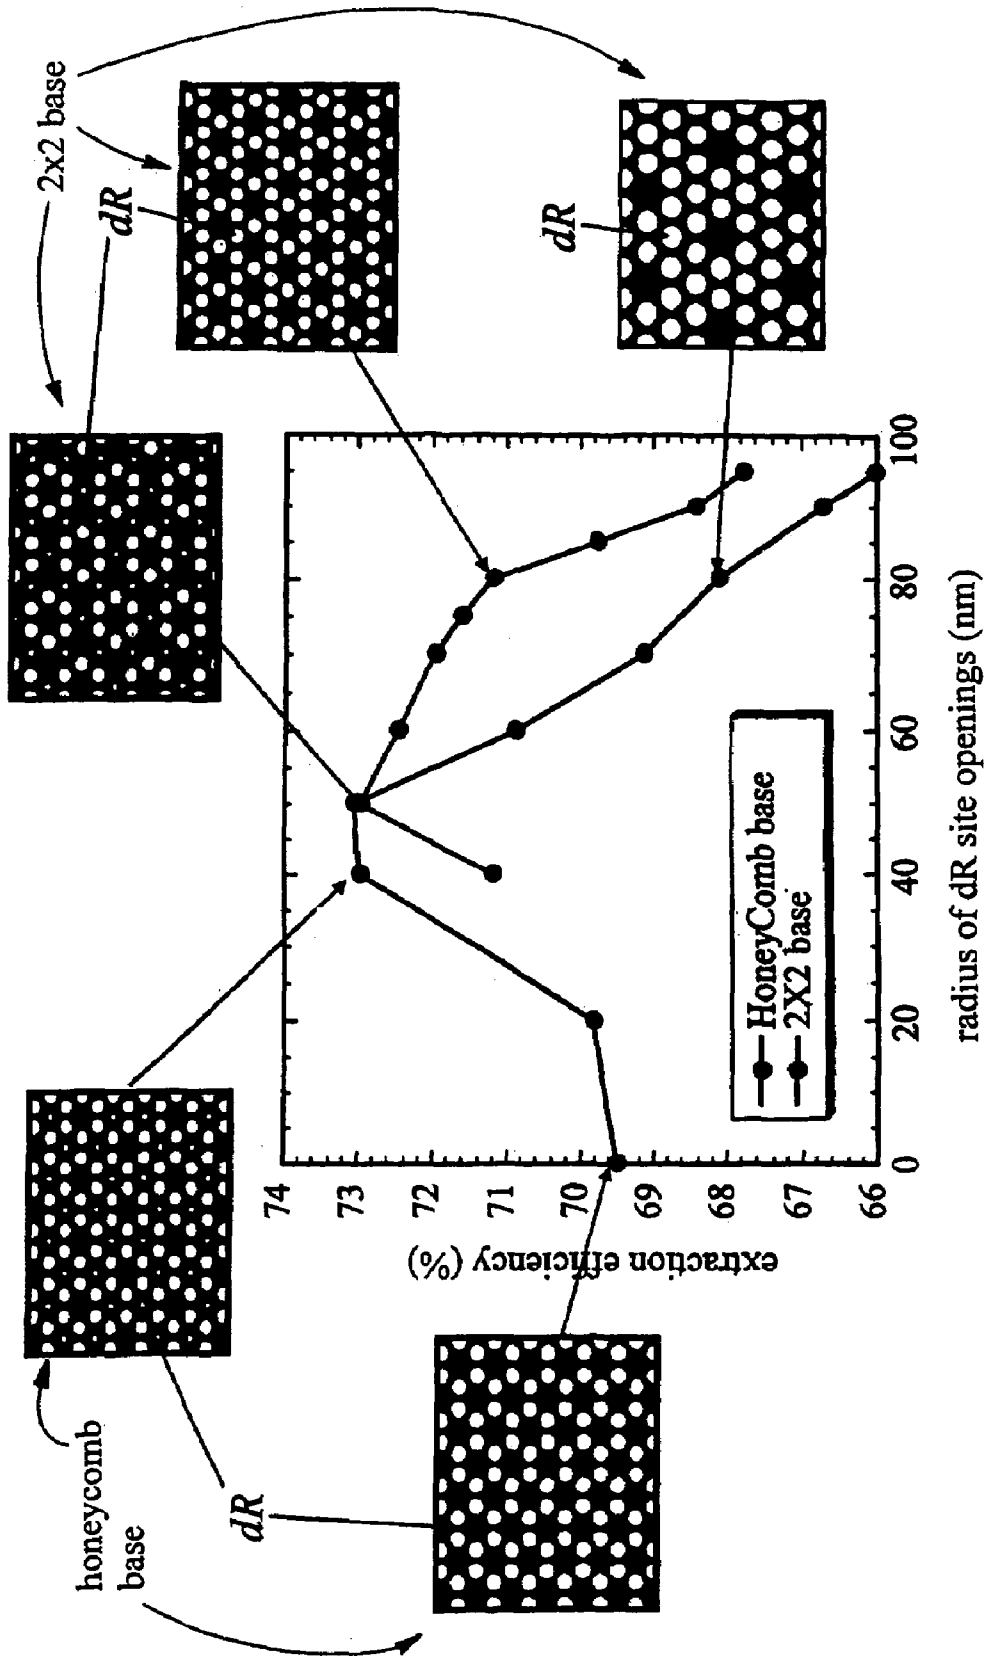 honeycomb
base
dR
2x2 base
dR
dR
extraction efficiency (%)
74
73
72
71
70
69
68
67
66
0
20
40
60
80
100
radius of dR site openings (nm)
HoneyComb base
2X2 base